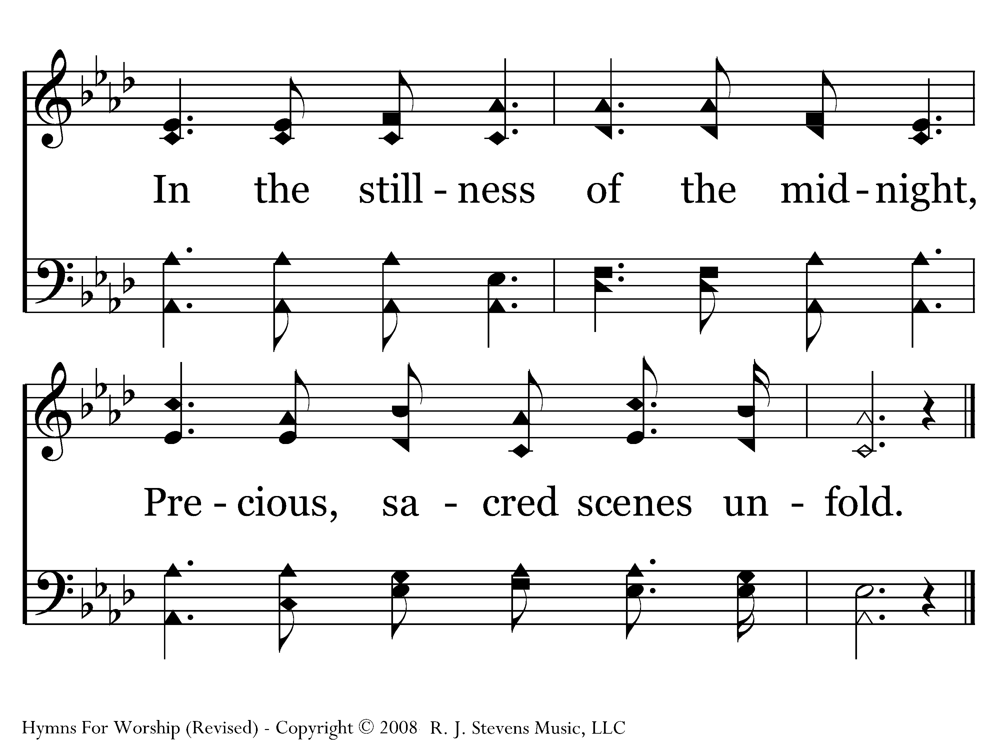 In the still - ness of the mid - night,
Pre - cious, sa - cred scenes un - fold.
Hymns For Worship (Revised) - Copyright © 2008 R. J. Stevens Music, LLC